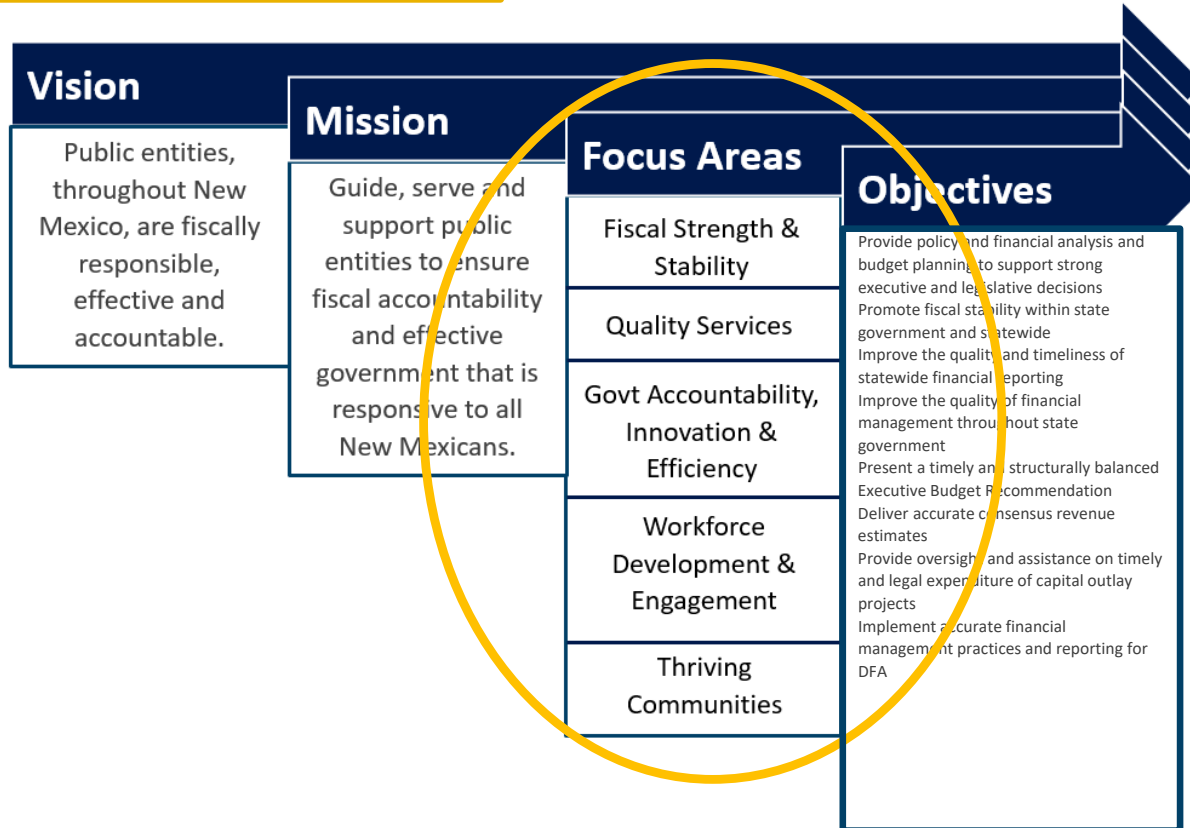 Vision
Public entities,
throughout New
Mexico, are fiscally
responsible,
effective and
accountable.
Mission
Guide, serve and
support public
entities to ensure
fiscal accountability
and effective
government that is
responsive to all
New Mexicans.
Focus Areas
Fiscal Strength &
Stability
Quality Services
Govt Accountability,
Innovation &
Efficiency
Workforce
Development &
Engagement
Thriving
Communities
Objectives
Provide policy and financial analysis and
budget planning to support strong
executive and legislative decisions
Promote fiscal stability within state
government and statewide
Improve the quality and timeliness of
statewide financial reporting
Improve the quality of financial
management throughout state
government
Present a timely and structurally balanced
Executive Budget Recommendation
Deliver accurate consensus revenue
estimates
Provide oversight and assistance on timely
and legal expenditure of capital outlay
projects
Implement accurate financial
management practices and reporting for
DFA